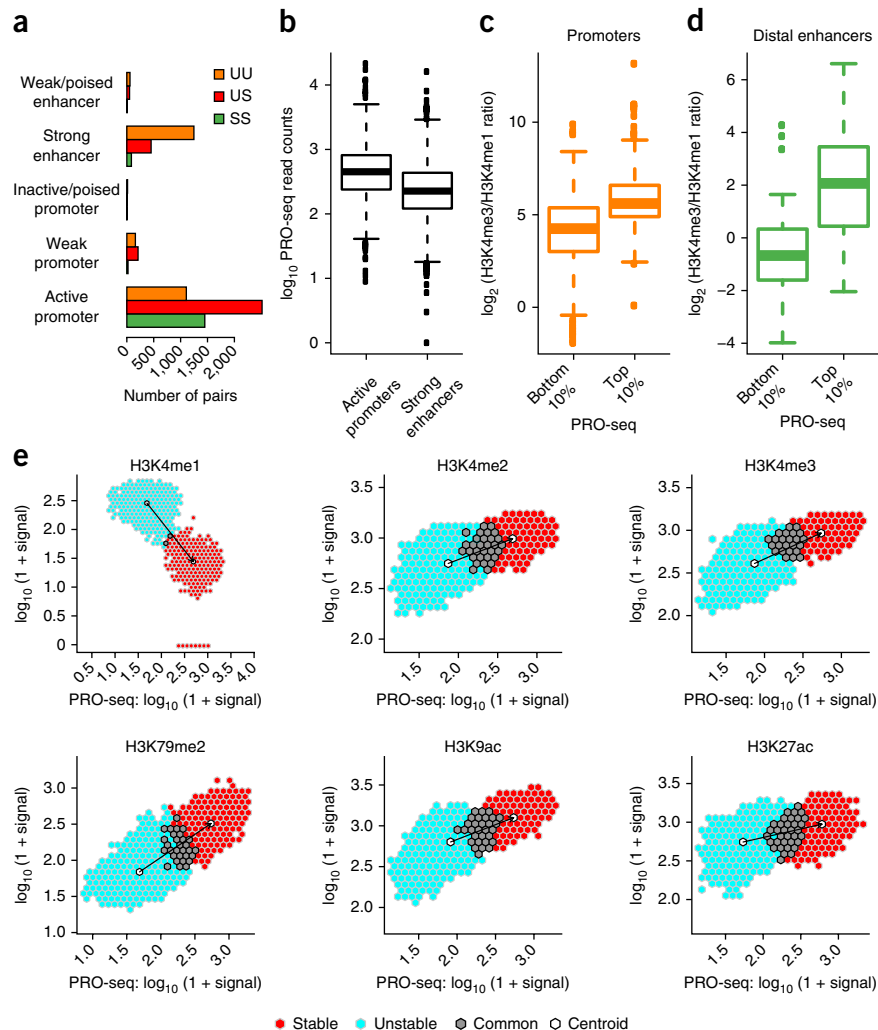 a
Weak/poised
enhancer
Strong
enhancer
Inactive/poised
promoter
Weak
promoter
Active
promoter
UU
US
SS
0
500
1,000
1,500
2,000
Number of pairs
b
log10 PRO-seq read counts
4
3
2
1
0
Active
promoters
Strong
enhancers
c
Promoters
log2 (H3K4me3/H3K4me1 ratio)
10
5
0
Bottom
10%
Top
10%
PRO-seq
d
Distal enhancers
log2 (H3K4me3/H3K4me1 ratio)
6
4
2
0
−2
−4
Bottom
10%
Top
10%
PRO-seq
e
H3K4me1
log10 (1 + signal)
2.5
2.0
1.5
1.0
0.5
0
0.5 1.0 1.5 2.0 2.5 3.0 3.5 4.0
PRO-seq: log10 (1 + signal)
H3K4me2
log10 (1 + signal)
3.5
3.0
2.5
2.0
1.5 2.0 2.5 3.0
PRO-seq: log10 (1 + signal)
H3K4me3
log10 (1 + signal)
3.5
3.0
2.5
2.0
1.5 2.0 2.5 3.0
PRO-seq: log10 (1 + signal)
H3K79me2
log10 (1 + signal)
3.0
2.5
2.0
1.5
1.0
1.0 1.5 2.0 2.5 3.0
PRO-seq: log10 (1 + signal)
H3K9ac
log10 (1 + signal)
3.5
3.0
2.5
2.0
1.5 2.0 2.5 3.0
PRO-seq: log10 (1 + signal)
H3K27ac
log10 (1 + signal)
3.5
3.0
2.5
2.0
1.5 2.0 2.5 3.0
PRO-seq: log10 (1 + signal)
Stable Unstable Common Centroid